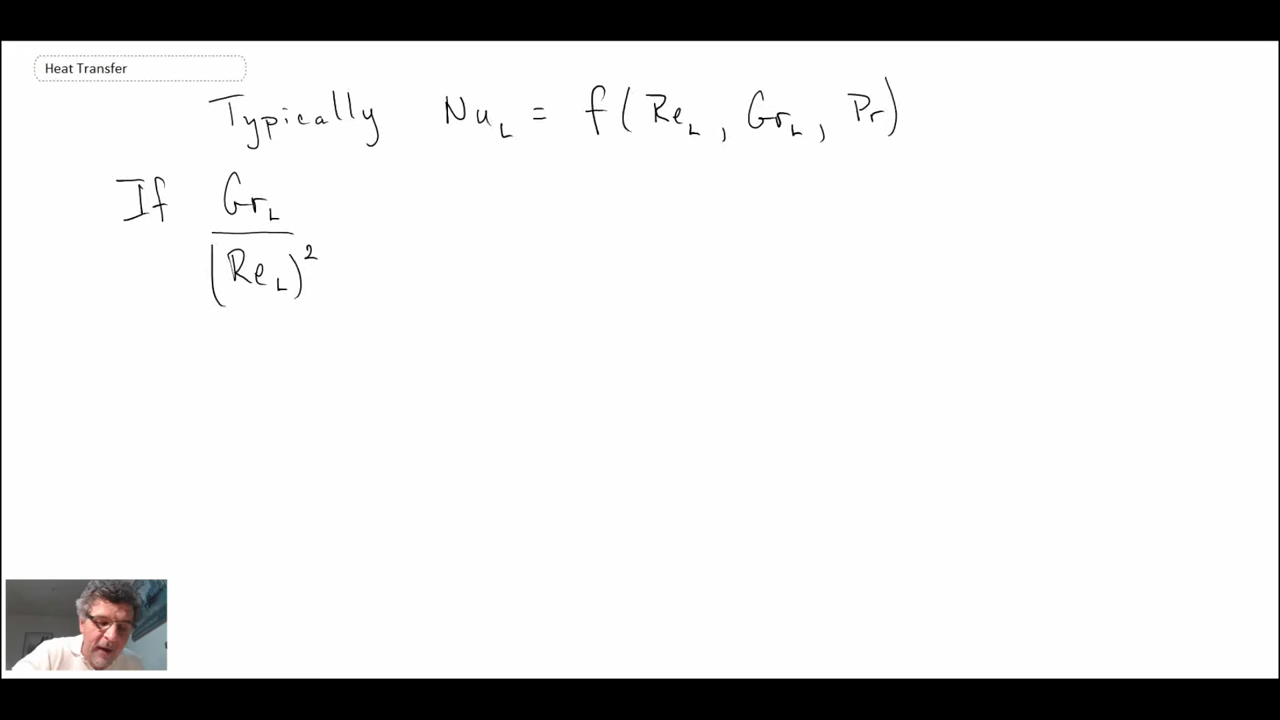 Heat Transfer
Typically Nu_L = f(Re_L, Gr_L, Pr)
If Gr_L
(Re_L)²